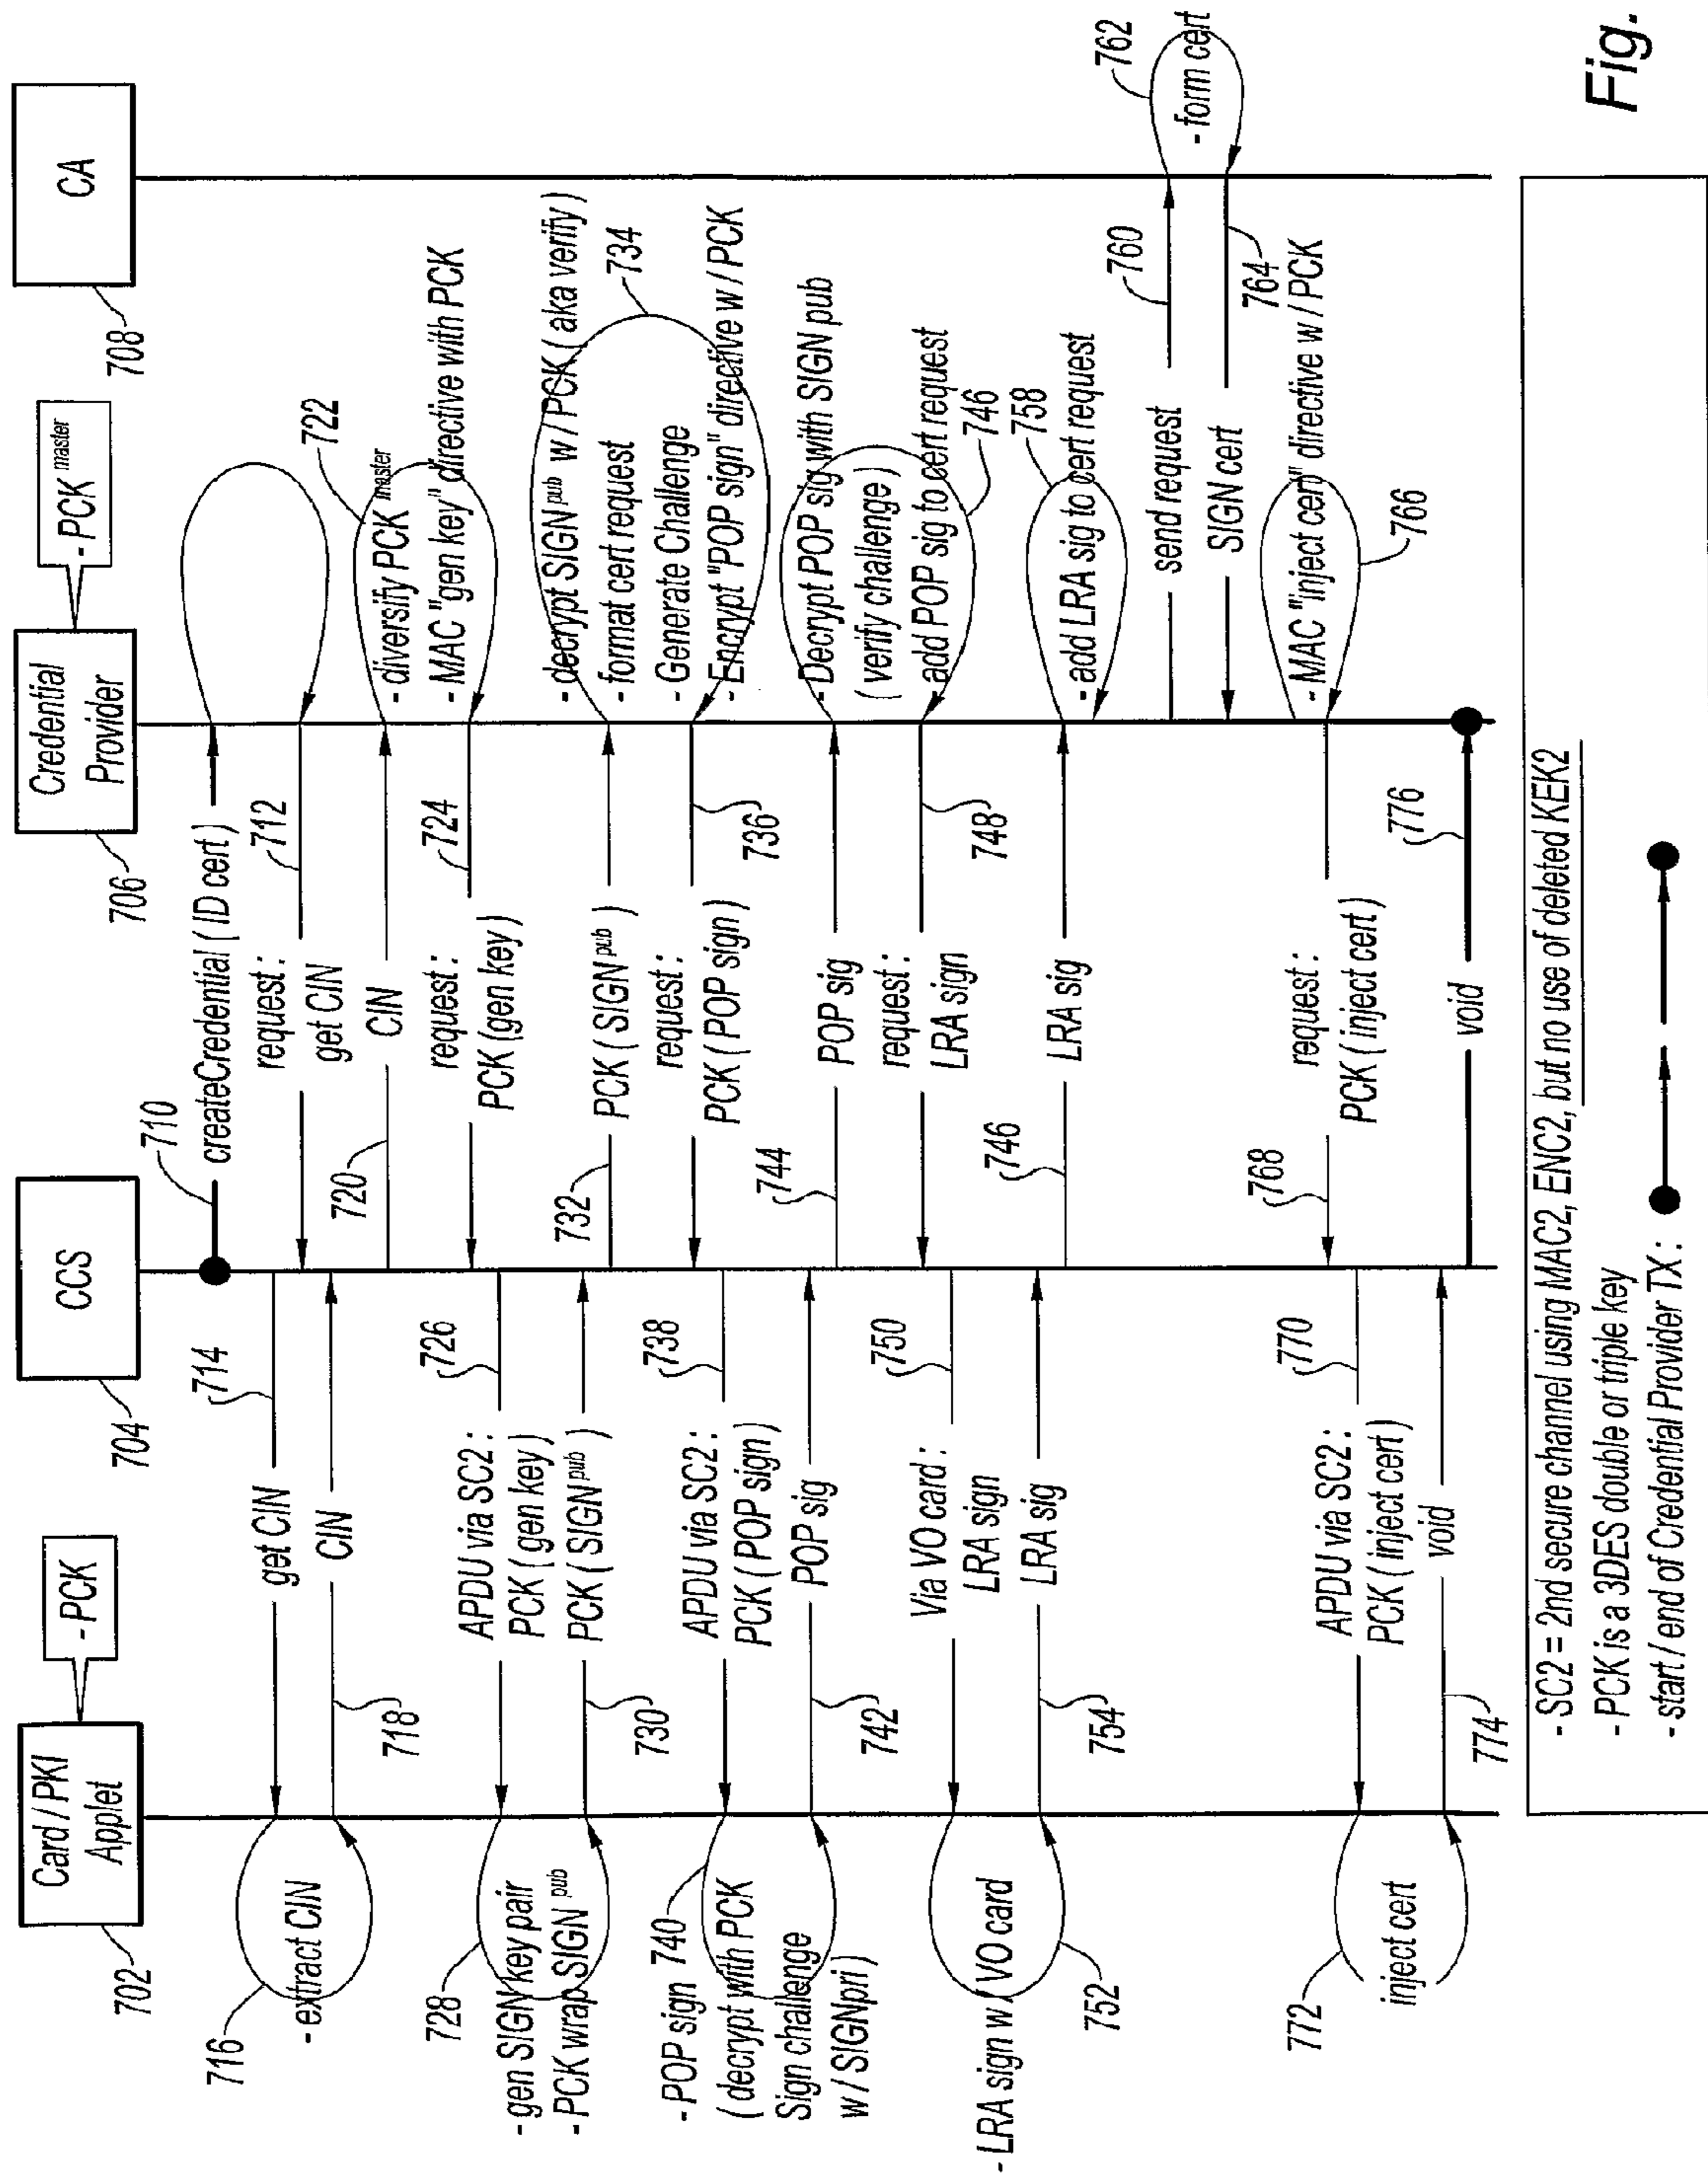 Card / PKI
Applet
702
- PCK
CCS
704
Credential
Provider
706
- PCK master
CA
708
710
createCredential ( ID cert )
request :
get CIN
712
714
get CIN
716
- extract CIN
CIN
718
720
CIN
722
- diversify PCK master
- MAC "gen key" directive with PCK
request :
PCK (gen key )
724
APDU via SC2 :
PCK ( gen key )
726
728
- gen SIGN key pair
- PCK wrap SIGN pub
PCK ( SIGN pub )
730
732
PCK ( SIGN pub )
- decrypt SIGN pub w / PCK ( aka verify )
- format cert request
- Generate Challenge
- Encrypt "POP sign" directive w / PCK
734
request :
PCK ( POP sign )
736
APDU via SC2 :
PCK ( POP sign )
738
- POP sign
740
( decrypt with PCK
Sign challenge
w / SIGNpri )
POP sig
742
744
POP sig
- Decrypt POP sig with SIGN pub
( verify challenge )
- add POP sig to cert request
746
request :
LRA sign
748
Via VO card :
LRA sign
750
- LRA sign w / VO card
752
LRA sig
754
746
LRA sig
758
- add LRA sig to cert request
send request
760
762
- form cert
SIGN cert
764
- MAC "inject cert" directive w / PCK
766
request :
PCK ( inject cert )
768
APDU via SC2 :
PCK ( inject cert )
770
772
inject cert
void
774
void
776
- SC2 = 2nd secure channel using MAC2, ENC2, but no use of deleted KEK2
- PCK is a 3DES double or triple key
- start / end of Credential Provider TX :
Fig.